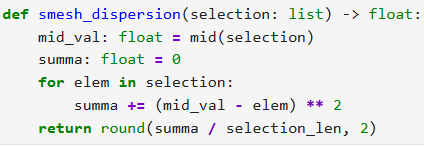 def smesh_dispersion(selection: list) -> float:
    mid_val: float = mid(selection)
    summa: float = 0
    for elem in selection:
        summa += (mid_val - elem) ** 2
    return round(summa / selection_len, 2)